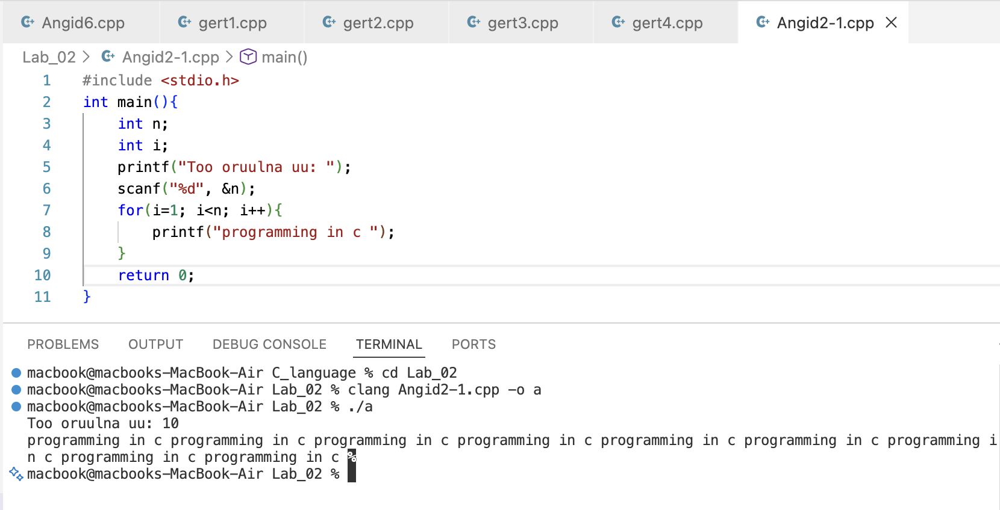 Angid6.cpp gert1.cpp gert2.cpp gert3.cpp gert4.cpp Angid2-1.cpp
Lab_02 > Angid2-1.cpp > main()
1 #include <stdio.h>
2 int main(){
3 int n;
4 int i;
5 printf("Too oruulna uu: ");
6 scanf("%d", &n);
7 for(i=1; i<n; i++){
8 printf("programming in c ");
9 }
10 return 0;
11 }
PROBLEMS OUTPUT DEBUG CONSOLE TERMINAL PORTS
macbook@macbooks-MacBook-Air C_language % cd Lab_02
macbook@macbooks-MacBook-Air Lab_02 % clang Angid2-1.cpp -o a
macbook@macbooks-MacBook-Air Lab_02 % ./a
Too oruulna uu: 10
programming in c programming in c programming in c programming in c programming in c programming in c programming i
n c programming in c programming in c %
macbook@macbooks-MacBook-Air Lab_02 %